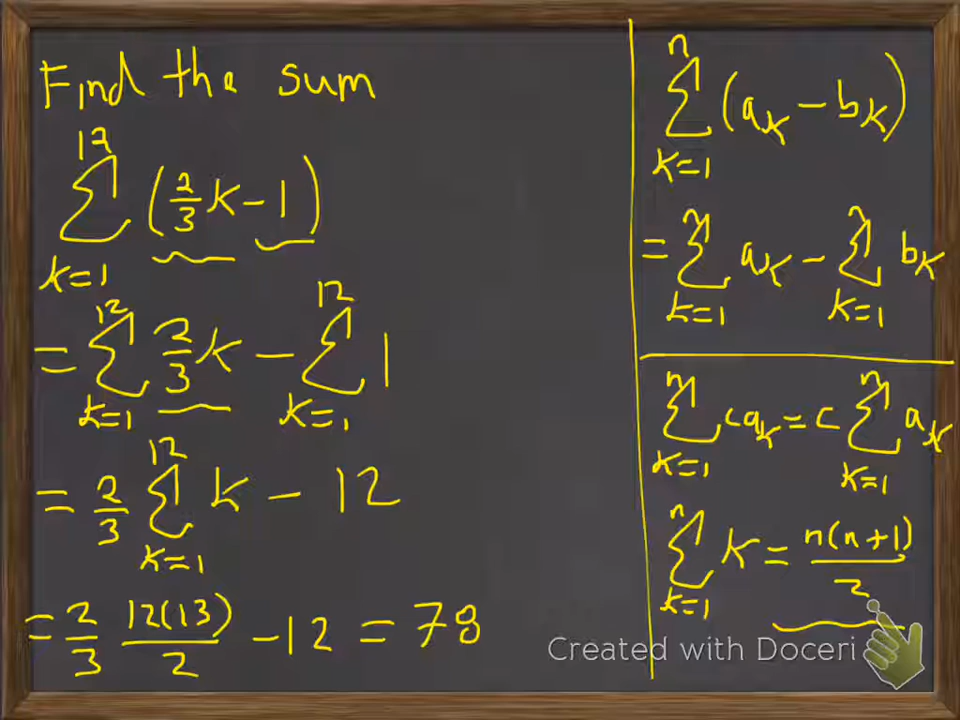 Find the sum
12
∑ (2/3 k - 1)
k=1
= ∑_{k=1}^{12} 2/3 k - ∑_{k=1}^{12} 1
= 2/3 ∑_{k=1}^{12} k - 12
= 2/3 12(13)/2 - 12 = 78
∑_{k=1}^{n} (a_k - b_k)
= ∑_{k=1}^{n} a_k - ∑_{k=1}^{n} b_k
∑_{k=1}^{n} ca_k = c ∑_{k=1}^{n} a_k
∑_{k=1}^{n} k = n(n+1)/2
Created with Doceri